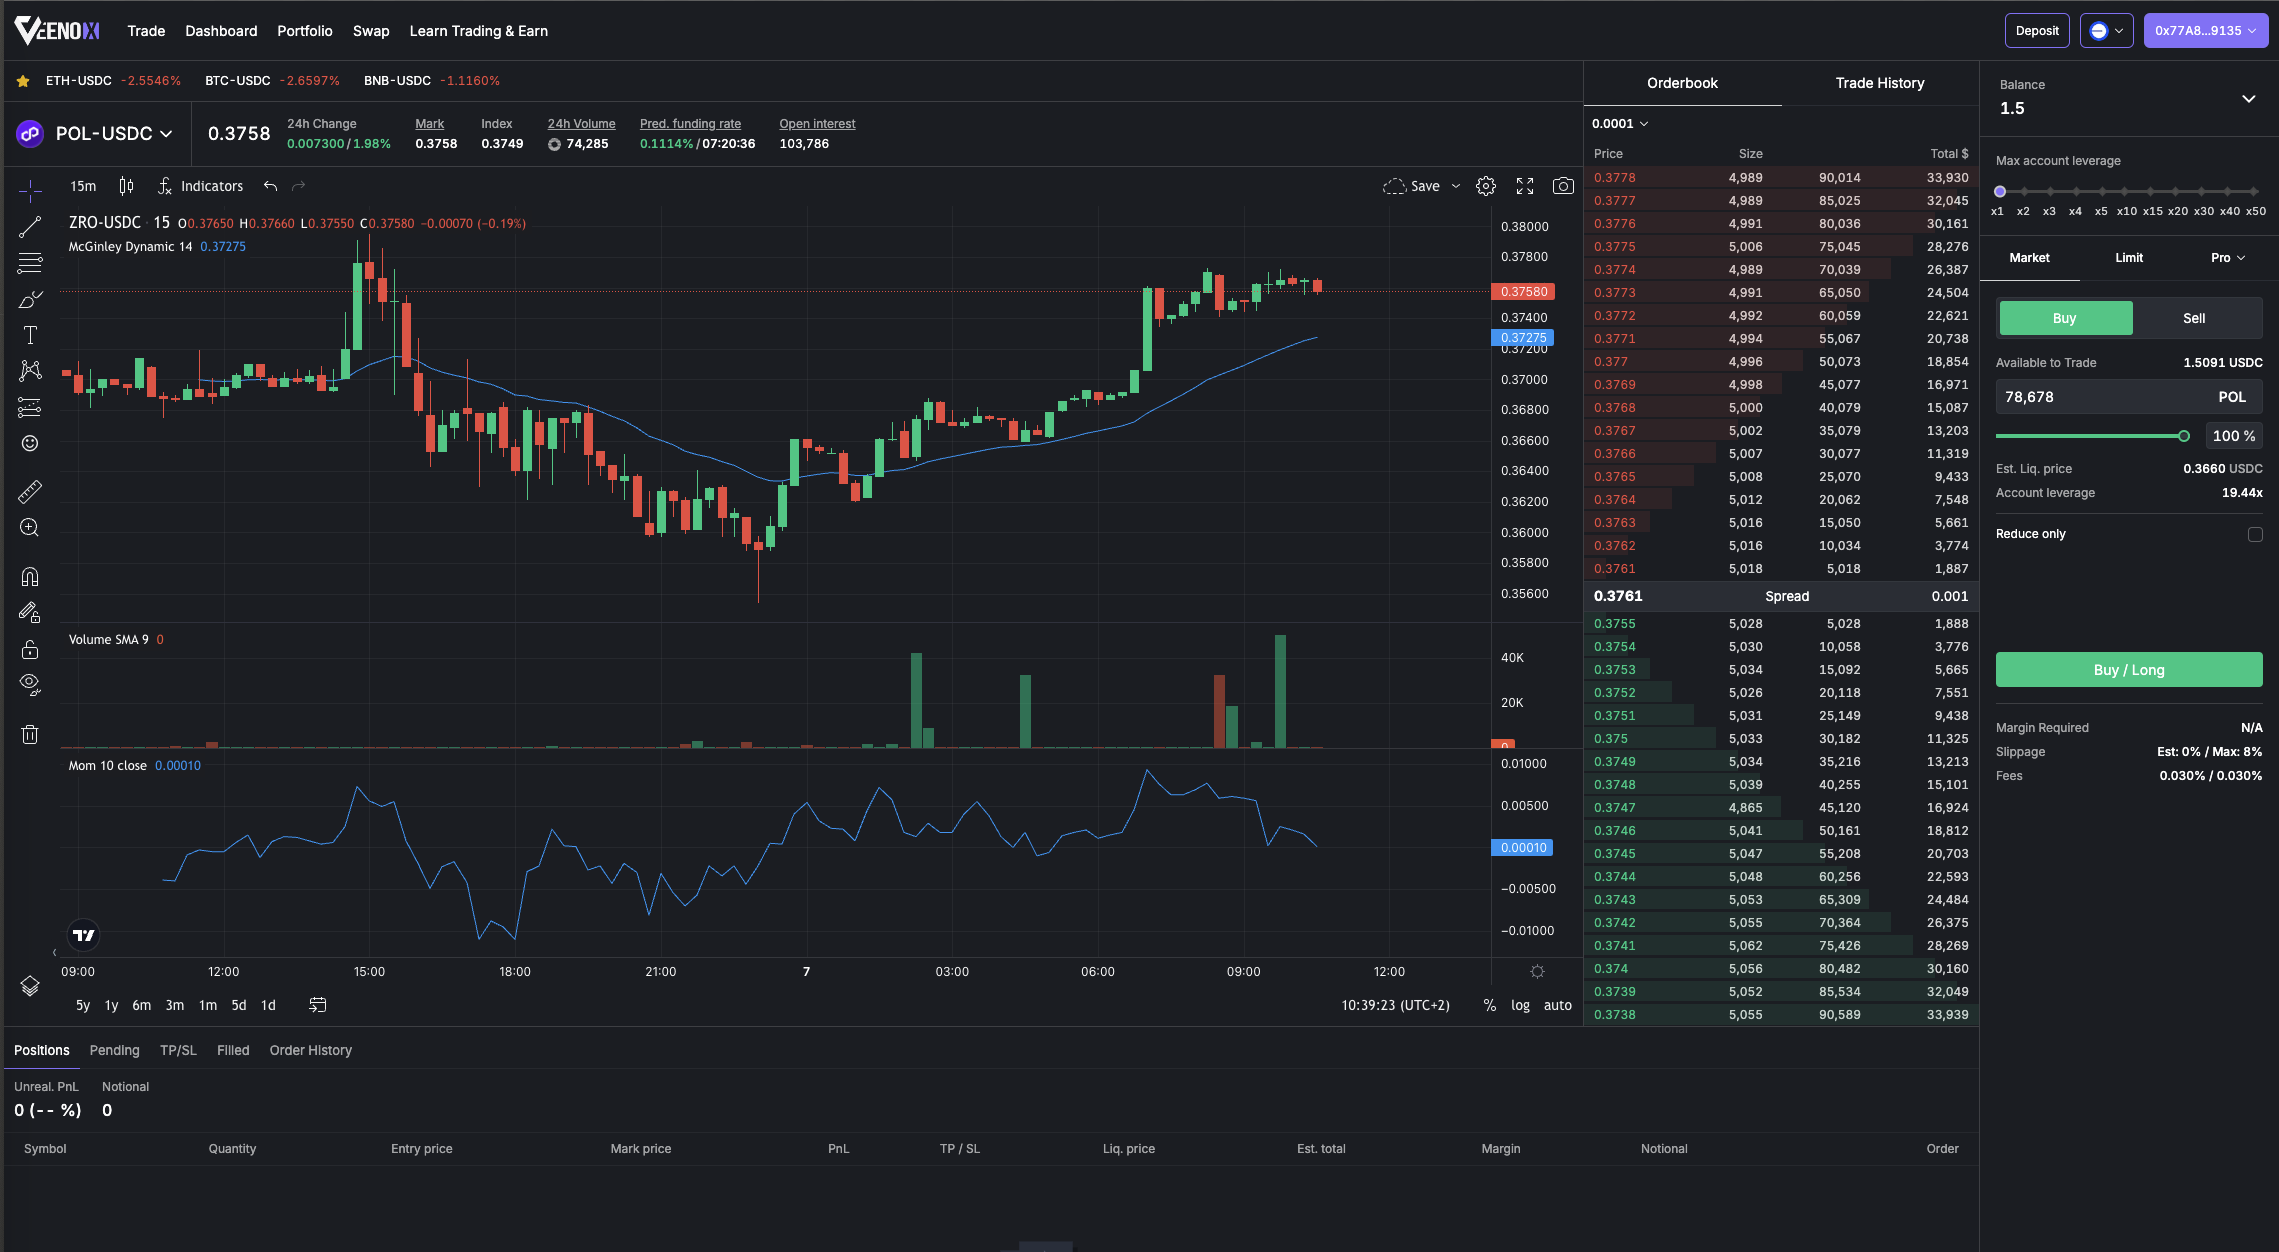 VEENOX Trade Dashboard Portfolio Swap Learn Trading & Earn Deposit 0x77A8...9135
ETH-USDC -2.5546% BTC-USDC -2.6597% BNB-USDC -1.1160%
POL-USDC 0.3758
24h Change Mark Index 24h Volume Pred. funding rate Open interest
0.007300 / 1.98% 0.3758 0.3749 74,285 0.1114% / 07:20:36 103,786
15m Indicators Save
ZRO-USDC · 15 O0.37650 H0.37660 L0.37550 C0.37580 −0.00070 (−0.19%)
McGinley Dynamic 14 0.37275
0.38000
0.37800
0.37580
0.37400
0.37275
0.37200
0.37000
0.36800
0.36600
0.36400
0.36200
0.36000
0.35800
0.35600
Volume SMA 9 0
40K
20K
0
Mom 10 close 0.00010
0.01000
0.00500
0.00010
−0.00500
−0.01000
09:00 12:00 15:00 18:00 21:00 7 03:00 06:00 09:00 12:00
5y 1y 6m 3m 1m 5d 1d 10:39:23 (UTC+2) % log auto
Orderbook Trade History
0.0001
Price Size Total $
0.3778 4,989 90,014 33,930
0.3777 4,989 85,025 32,045
0.3776 4,991 80,036 30,161
0.3775 5,006 75,045 28,276
0.3774 4,989 70,039 26,387
0.3773 4,991 65,050 24,504
0.3772 4,992 60,059 22,621
0.3771 4,994 55,067 20,738
0.377 4,996 50,073 18,854
0.3769 4,998 45,077 16,971
0.3768 5,000 40,079 15,087
0.3767 5,002 35,079 13,203
0.3766 5,007 30,077 11,319
0.3765 5,008 25,070 9,433
0.3764 5,012 20,062 7,548
0.3763 5,016 15,050 5,661
0.3762 5,016 10,034 3,774
0.3761 5,018 5,018 1,887
0.3761 Spread 0.001
0.3755 5,028 5,028 1,888
0.3754 5,030 10,058 3,776
0.3753 5,034 15,092 5,665
0.3752 5,026 20,118 7,551
0.3751 5,031 25,149 9,438
0.375 5,033 30,182 11,325
0.3749 5,034 35,216 13,213
0.3748 5,039 40,255 15,101
0.3747 4,865 45,120 16,924
0.3746 5,041 50,161 18,812
0.3745 5,047 55,208 20,703
0.3744 5,048 60,256 22,593
0.3743 5,053 65,309 24,484
0.3742 5,055 70,364 26,375
0.3741 5,062 75,426 28,269
0.374 5,056 80,482 30,160
0.3739 5,052 85,534 32,049
0.3738 5,055 90,589 33,939
Balance
1.5
Max account leverage
x1 x2 x3 x4 x5 x10 x15 x20 x30 x40 x50
Market Limit Pro
Buy Sell
Available to Trade 1.5091 USDC
78,678 POL
100 %
Est. Liq. price 0.3660 USDC
Account leverage 19.44x
Reduce only
Buy / Long
Margin Required N/A
Slippage Est: 0% / Max: 8%
Fees 0.030% / 0.030%
Positions Pending TP/SL Filled Order History
Unreal. PnL Notional
0 (-- %) 0
Symbol Quantity Entry price Mark price PnL TP / SL Liq. price Est. total Margin Notional Order